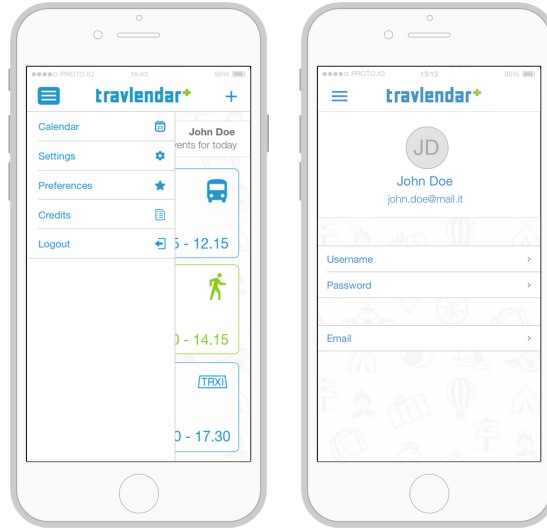 PROTO.IO 16:43 90%
travlendar+
+
Calendar 23
Settings
Preferences
Credits
Logout
John Doe
ents for today
5 - 12.15
0 - 14.15
TAXI
0 - 17.30
PROTO.IO 13:13 90%
travlendar+
JD
John Doe
john.doe@mail.it
Username >
Password >
Email >